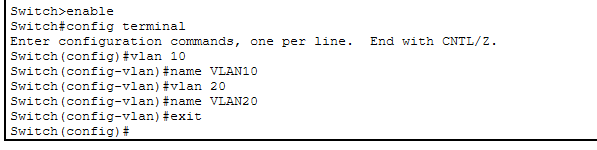 Switch>enable
Switch#config terminal
Enter configuration commands, one per line.  End with CNTL/Z.
Switch(config)#vlan 10
Switch(config-vlan)#name VLAN10
Switch(config-vlan)#vlan 20
Switch(config-vlan)#name VLAN20
Switch(config-vlan)#exit
Switch(config)#